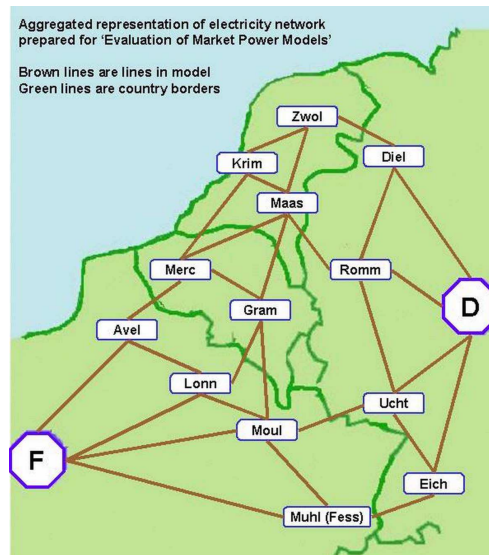 Aggregated representation of electricity network
prepared for ‘Evaluation of Market Power Models’
Brown lines are lines in model
Green lines are country borders
Zwol
Krim
Diel
Maas
Merc
Romm
Gram
D
Avel
Lonn
Ucht
Moul
F
Eich
Muhl (Fess)